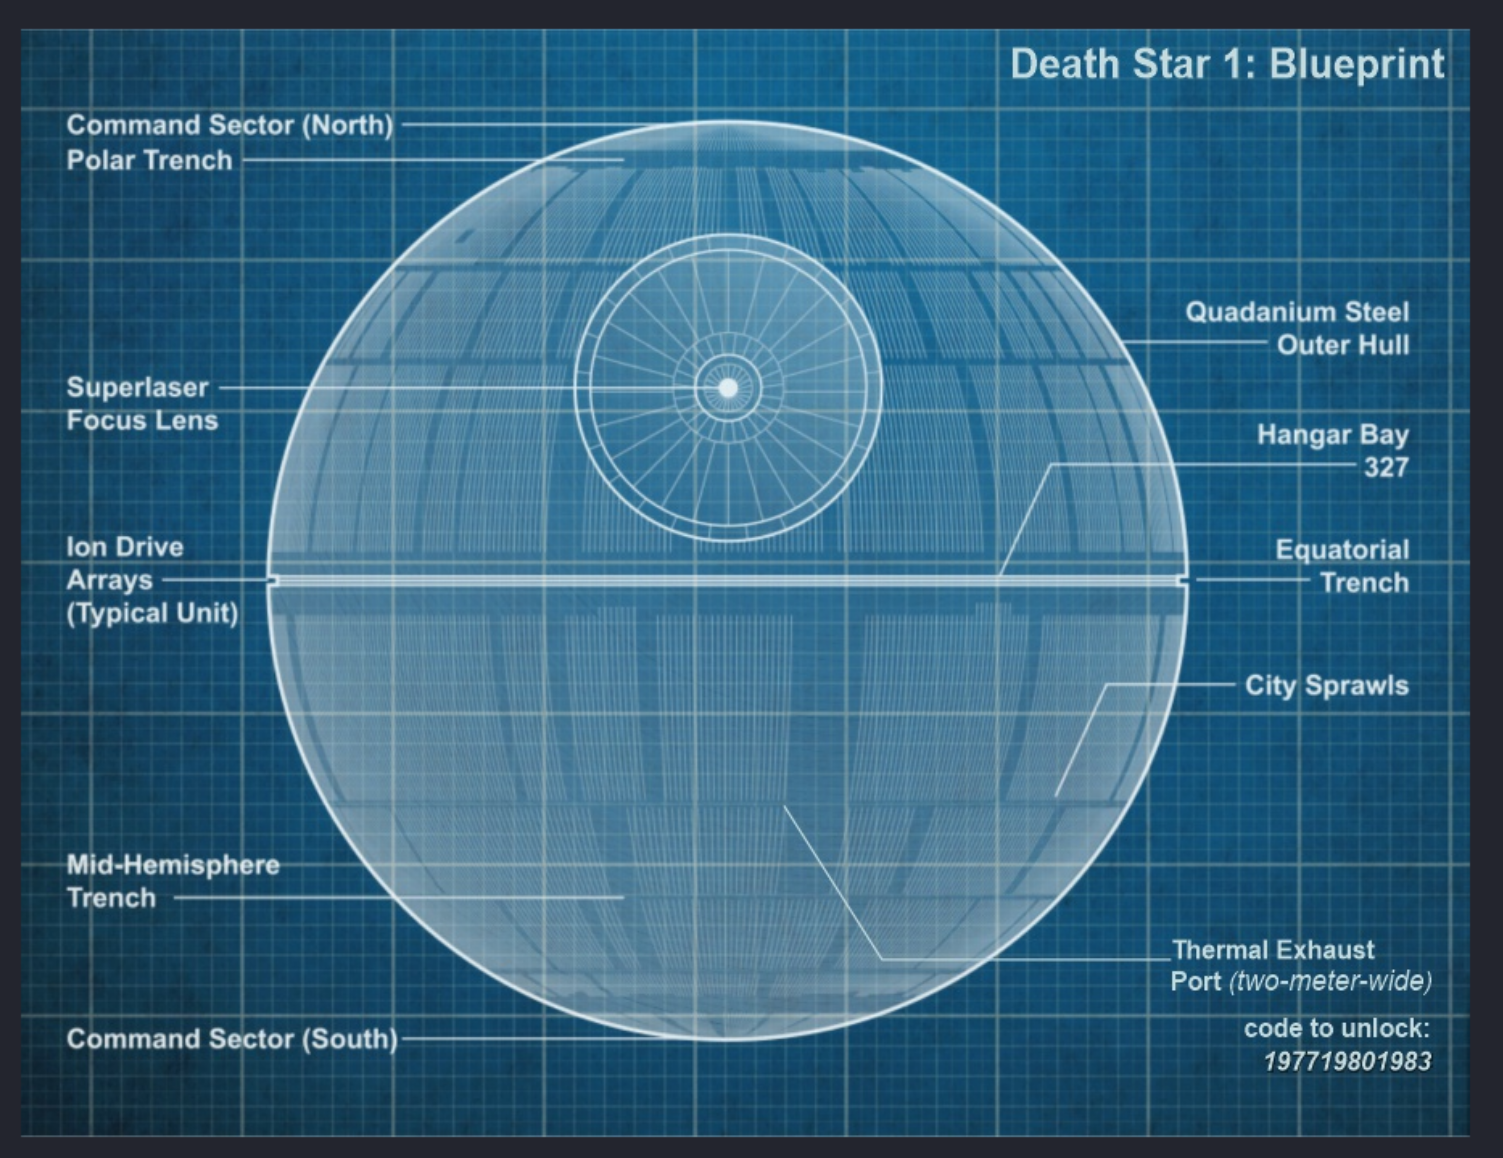 Death Star 1: Blueprint
Command Sector (North)
Polar Trench
Superlaser
Focus Lens
Ion Drive
Arrays
(Typical Unit)
Mid-Hemisphere
Trench
Command Sector (South)
Quadanium Steel
Outer Hull
Hangar Bay
327
Equatorial
Trench
City Sprawls
Thermal Exhaust
Port (two-meter-wide)
code to unlock:
197719801983